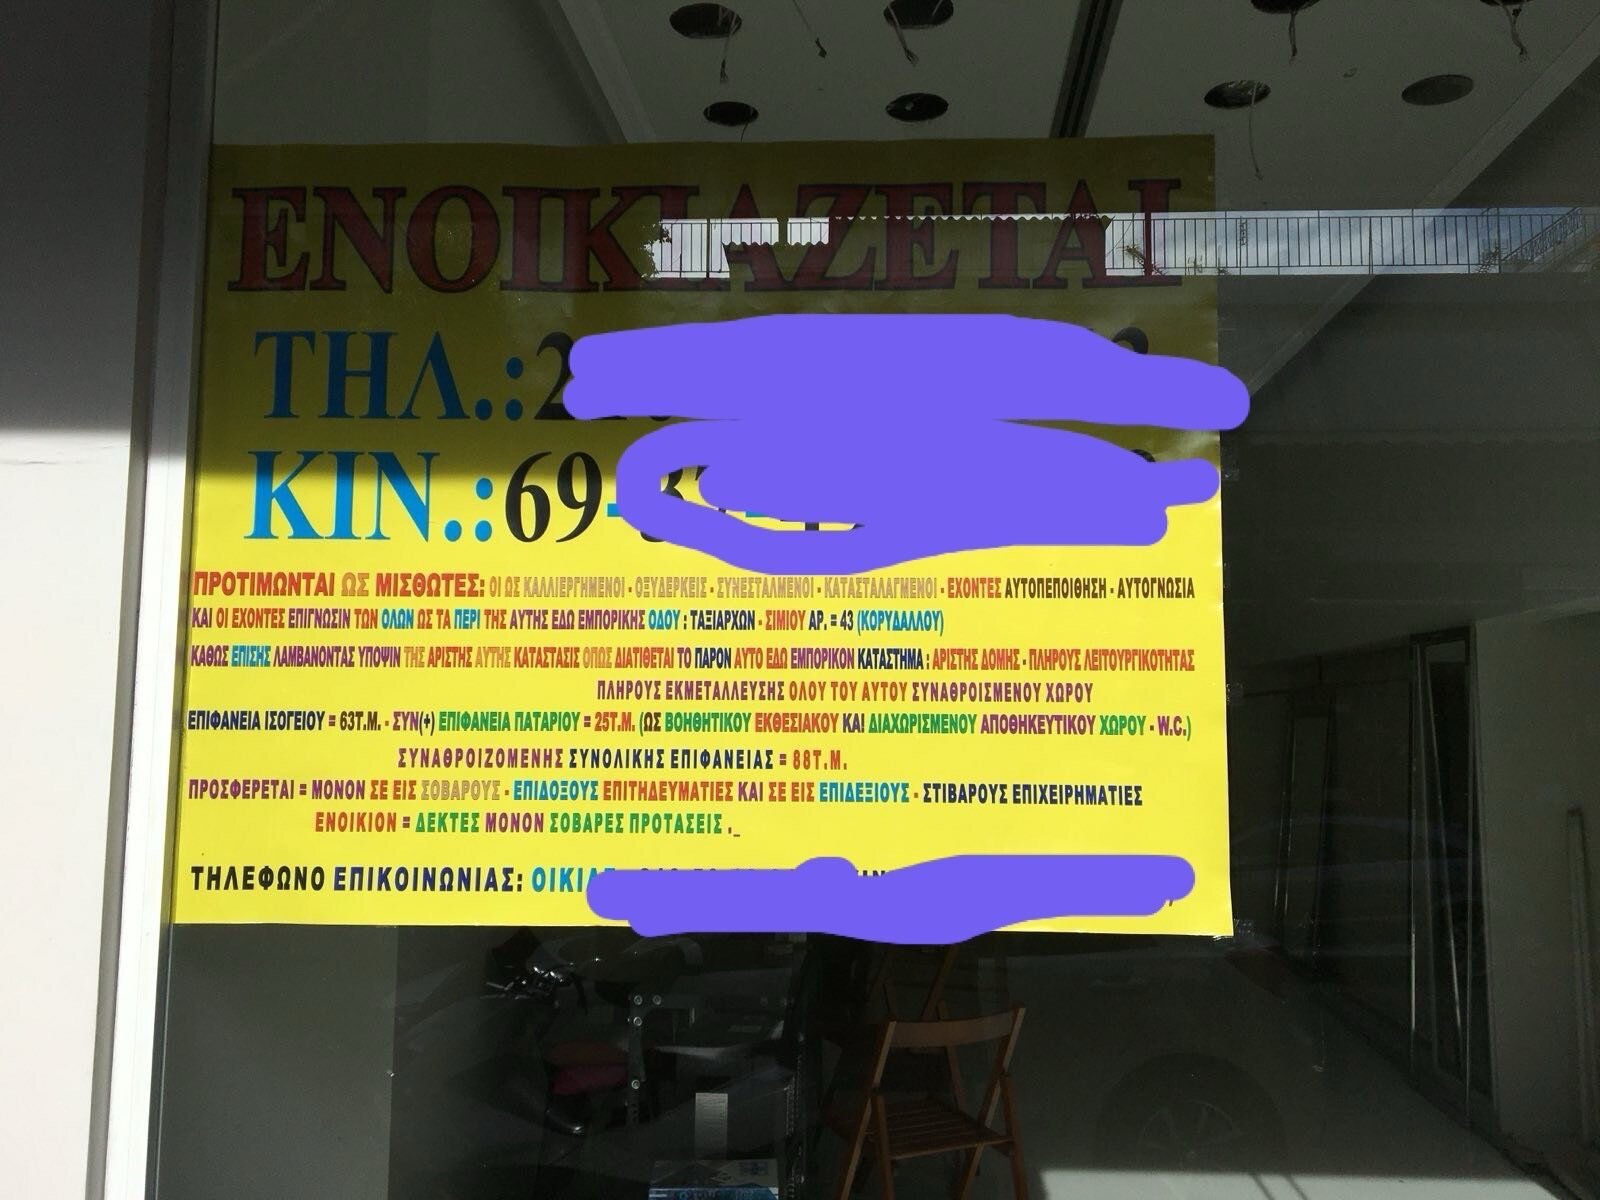 ΕΝΟΙΚΙΑΖΕΤΑΙ
ΤΗΛ.:
ΚΙΝ.:69-
ΠΡΟΤΙΜΩΝΤΑΙ ΩΣ ΜΙΣΘΩΤΕΣ: ΟΙ ΩΣ ΚΑΛΛΙΕΡΓΗΜΕΝΟΙ - ΟΞΥΔΕΡΚΕΙΣ - ΣΥΝΕΣΤΑΛΜΕΝΟΙ - ΚΑΤΑΣΤΑΛΑΓΜΕΝΟΙ - ΕΧΟΝΤΕΣ ΑΥΤΟΠΕΠΟΙΘΗΣΗ - ΑΥΤΟΓΝΩΣΙΑ
ΚΑΙ ΟΙ ΕΧΟΝΤΕΣ ΕΠΙΓΝΩΣΙΝ ΤΩΝ ΟΛΩΝ ΩΣ ΤΑ ΠΕΡΙ ΤΗΣ ΑΥΤΗΣ ΕΔΩ ΕΜΠΟΡΙΚΗΣ ΟΔΟΥ : ΤΑΞΙΑΡΧΩΝ - ΣΙΜΙΟΥ ΑΡ. = 43 (ΚΟΡΥΔΑΛΛΟΥ)
ΚΑΘΩΣ ΕΠΙΣΗΣ ΛΑΜΒΑΝΟΝΤΑΣ ΥΠΟΨΙΝ ΤΗΣ ΑΡΙΣΤΗΣ ΑΥΤΗΣ ΚΑΤΑΣΤΑΣΙΣ ΟΠΩΣ ΔΙΑΤΙΘΕΤΑΙ ΤΟ ΠΑΡΟΝ ΑΥΤΟ ΕΔΩ ΕΜΠΟΡΙΚΟΝ ΚΑΤΑΣΤΗΜΑ : ΑΡΙΣΤΗΣ ΔΟΜΗΣ - ΠΛΗΡΟΥΣ ΛΕΙΤΟΥΡΓΙΚΟΤΗΤΑΣ
ΠΛΗΡΟΥΣ ΕΚΜΕΤΑΛΛΕΥΣΗΣ ΟΛΟΥ ΤΟΥ ΑΥΤΟΥ ΣΥΝΑΘΡΟΙΣΜΕΝΟΥ ΧΩΡΟΥ
ΕΠΙΦΑΝΕΙΑ ΙΣΟΓΕΙΟΥ = 63Τ.Μ. - ΣΥΝ(+) ΕΠΙΦΑΝΕΙΑ ΠΑΤΑΡΙΟΥ = 25Τ.Μ. (ΩΣ ΒΟΗΘΗΤΙΚΟΥ ΕΚΘΕΣΙΑΚΟΥ ΚΑ! ΔΙΑΧΩΡΙΣΜΕΝΟΥ ΑΠΟΘΗΚΕΥΤΙΚΟΥ ΧΩΡΟΥ - W.C.)
ΣΥΝΑΘΡΟΙΖΟΜΕΝΗΣ ΣΥΝΟΛΙΚΗΣ ΕΠΙΦΑΝΕΙΑΣ = 88Τ.Μ.
ΠΡΟΣΦΕΡΕΤΑΙ = ΜΟΝΟΝ ΣΕ ΕΙΣ ΣΟΒΑΡΟΥΣ - ΕΠΙΔΟΞΟΥΣ ΕΠΙΤΗΔΕΥΜΑΤΙΕΣ ΚΑΙ ΣΕ ΕΙΣ ΕΠΙΔΕΞΙΟΥΣ - ΣΤΙΒΑΡΟΥΣ ΕΠΙΧΕΙΡΗΜΑΤΙΕΣ
ΕΝΟΙΚΙΟΝ = ΔΕΚΤΕΣ ΜΟΝΟΝ ΣΟΒΑΡΕΣ ΠΡΟΤΑΣΕΙΣ ._
ΤΗΛΕΦΩΝΟ ΕΠΙΚΟΙΝΩΝΙΑΣ: